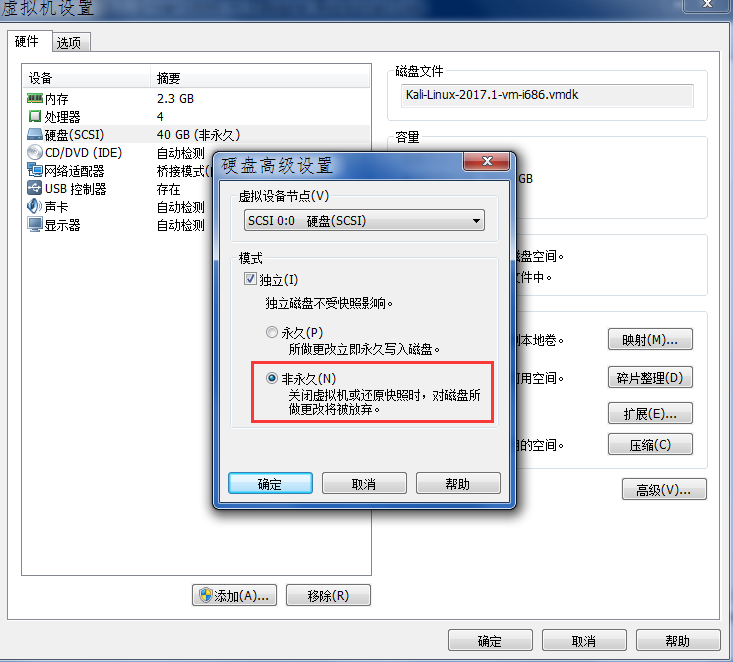 虚拟机设置
x
硬件
选项
设备
摘要
内存
2.3 GB
处理器
4
硬盘(SCSI)
40 GB (非永久)
CD/DVD (IDE)
自动检测
网络适配器
桥接模式(
USB 控制器
存在
声卡
自动检测
显示器
自动检测
添加(A)...
移除(R)
磁盘文件
Kali-Linux-2017.1-vm-i686.vmdk
容量
GB
盘空间。
文件中。
本地卷。
映射(M)...
用空间。
碎片整理(D)
扩展(E)...
的空间。
压缩(C)
高级(V)...
硬盘高级设置
x
虚拟设备节点(V)
SCSI 0:0 硬盘(SCSI)
模式
独立(I)
独立磁盘不受快照影响。
永久(P)
所做更改立即永久写入磁盘。
非永久(N)
关闭虚拟机或还原快照时，对磁盘所
做更改将被放弃。
确定
取消
帮助
确定
取消
帮助